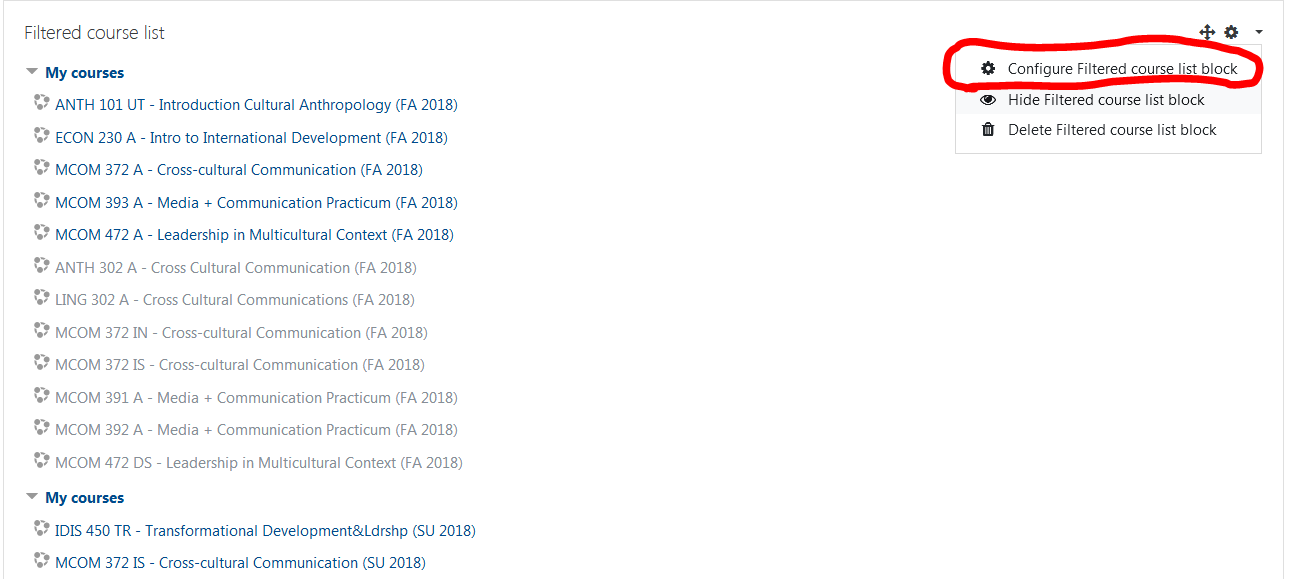 Filtered course list
My courses
Configure Filtered course list block
ANTH 101 UT - Introduction Cultural Anthropology (FA 2018)
Hide Filtered course list block
ECON 230 A - Intro to International Development (FA 2018)
Delete Filtered course list block
MCOM 372 A - Cross-cultural Communication (FA 2018)
MCOM 393 A - Media + Communication Practicum (FA 2018)
MCOM 472 A - Leadership in Multicultural Context (FA 2018)
ANTH 302 A - Cross Cultural Communication (FA 2018)
LING 302 A - Cross Cultural Communications (FA 2018)
MCOM 372 IN - Cross-cultural Communication (FA 2018)
MCOM 372 IS - Cross-cultural Communication (FA 2018)
MCOM 391 A - Media + Communication Practicum (FA 2018)
MCOM 392 A - Media + Communication Practicum (FA 2018)
MCOM 472 DS - Leadership in Multicultural Context (FA 2018)
My courses
IDIS 450 TR - Transformational Development&Ldrshp (SU 2018)
MCOM 372 IS - Cross-cultural Communication (SU 2018)